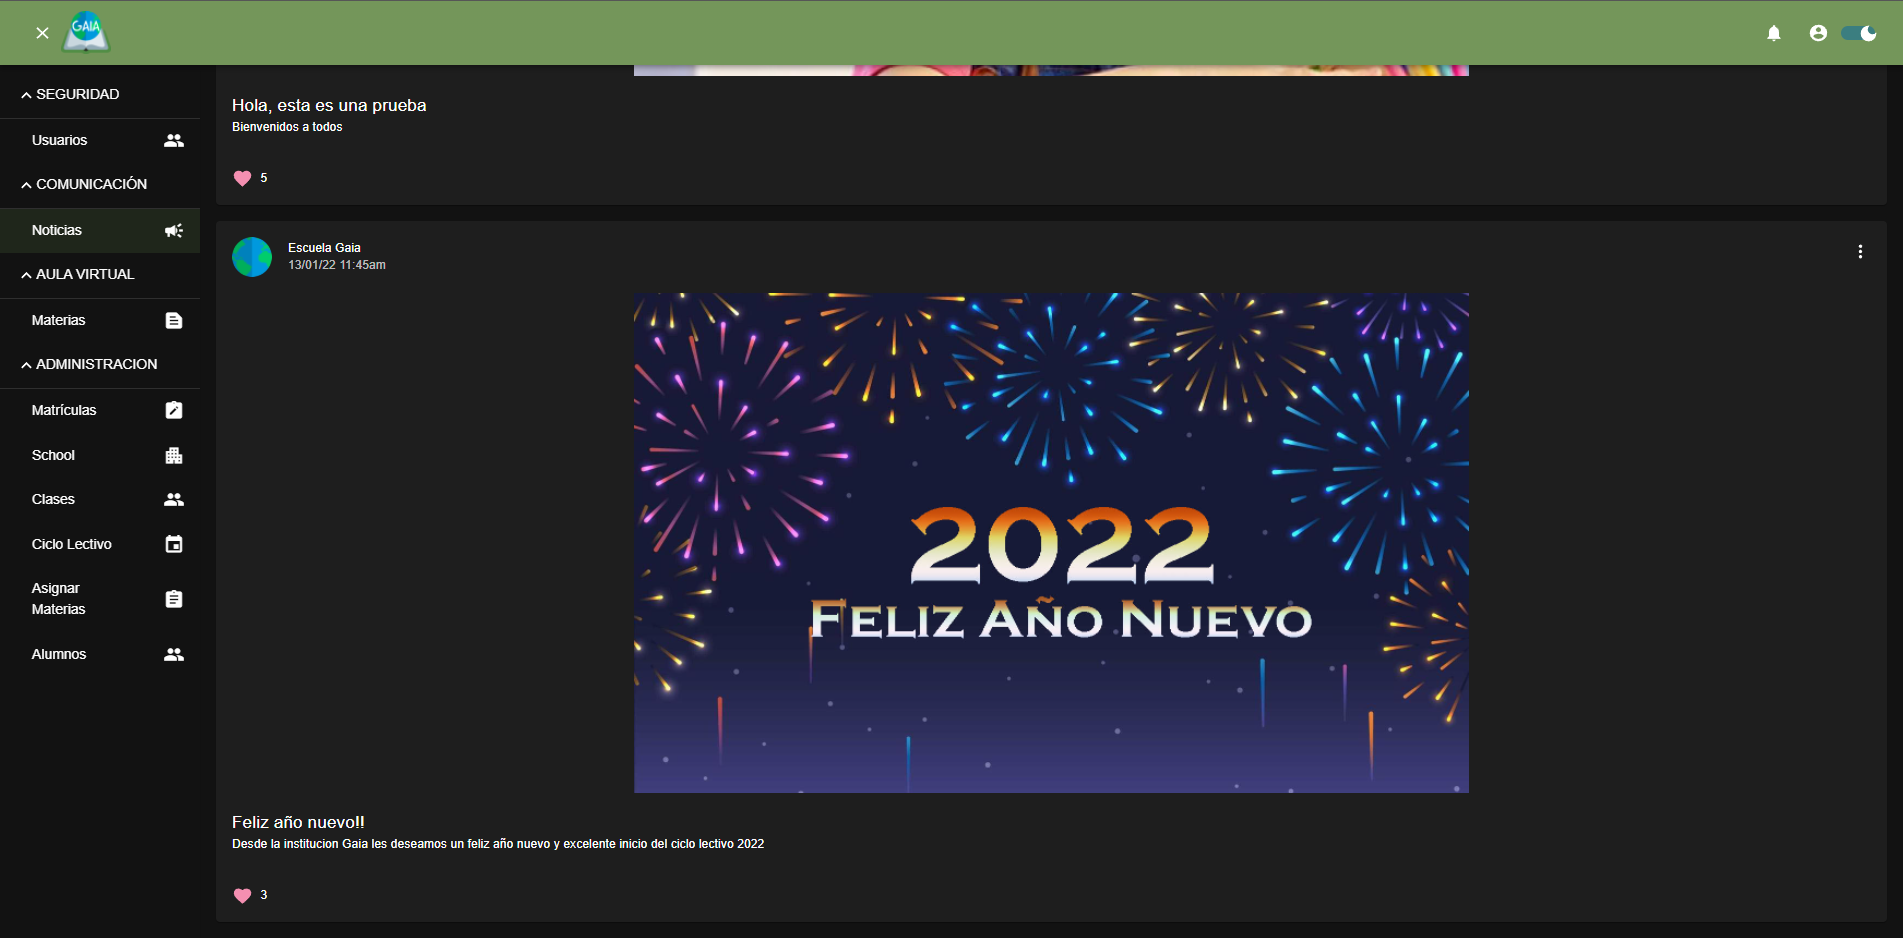 GAIA
SEGURIDAD
Usuarios
COMUNICACIÓN
Noticias
AULA VIRTUAL
Materias
ADMINISTRACION
Matrículas
School
Clases
Ciclo Lectivo
Asignar
Materias
Alumnos
Hola, esta es una prueba
Bienvenidos a todos
5
Escuela Gaia
13/01/22 11:45am
2022
Feliz Año Nuevo
Feliz año nuevo!!
Desde la institucion Gaia les deseamos un feliz año nuevo y excelente inicio del ciclo lectivo 2022
3